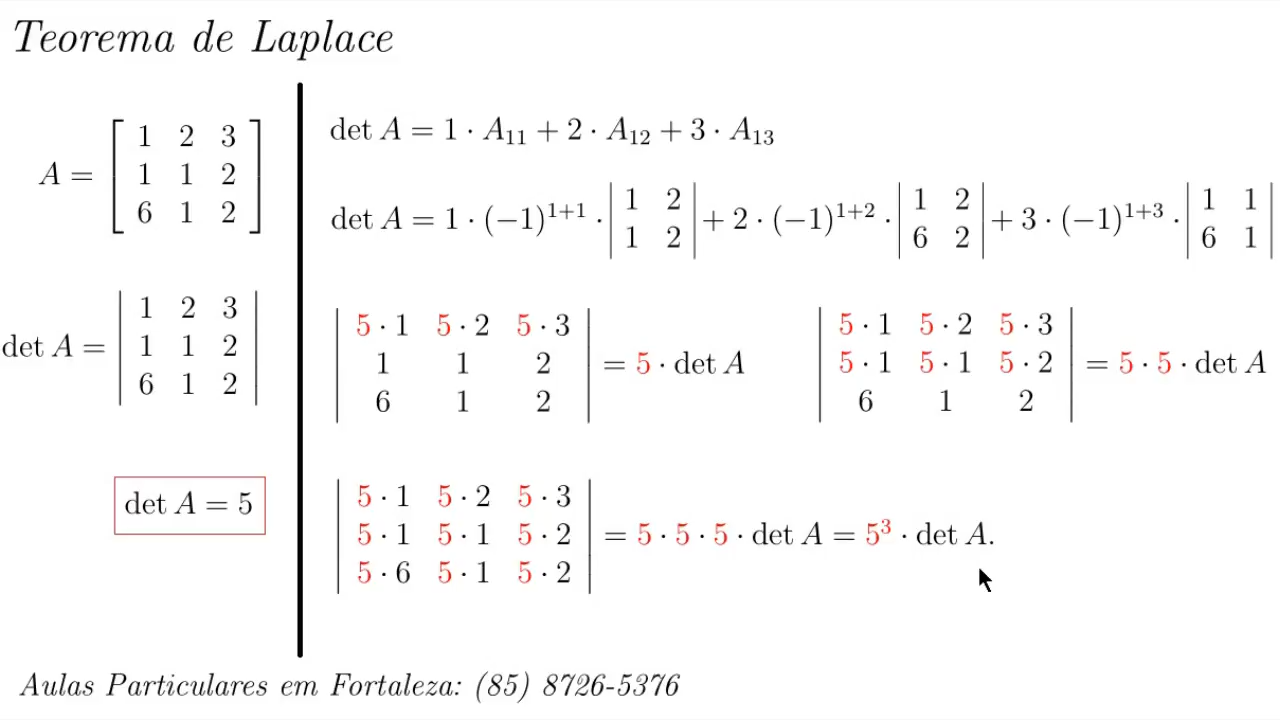 Teorema de Laplace
A =
1 2 3
1 1 2
6 1 2
det A =
1 2 3
1 1 2
6 1 2
det A = 5
det A = 1 · A₁₁ + 2 · A₁₂ + 3 · A₁₃
det A = 1 · (−1)¹⁺¹ · |1 2; 1 2| + 2 · (−1)¹⁺² · |1 2; 6 2| + 3 · (−1)¹⁺³ · |1 1; 6 1|
5 · 1 5 · 2 5 · 3
1 1 2
6 1 2
= 5 · det A
5 · 1 5 · 2 5 · 3
5 · 1 5 · 1 5 · 2
6 1 2
= 5 · 5 · det A
5 · 1 5 · 2 5 · 3
5 · 1 5 · 1 5 · 2
5 · 6 5 · 1 5 · 2
= 5 · 5 · 5 · det A = 5³ · det A.
Aulas Particulares em Fortaleza: (85) 8726-5376